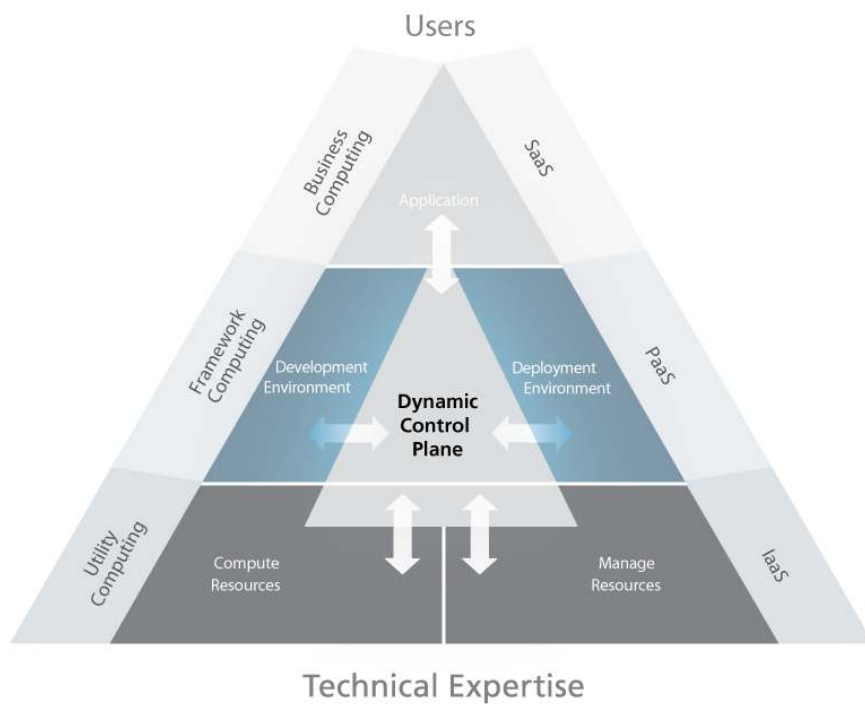 Users
Business
Computing
SaaS
Application
Framework
Computing
PaaS
Development
Environment
Deployment
Environment
Dynamic
Control
Plane
Utility
Computing
IaaS
Compute
Resources
Manage
Resources
Technical Expertise